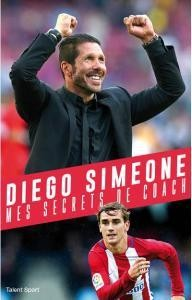 DIEGO SIMEONE
MES SECRETS DE COACH
Talent Sport